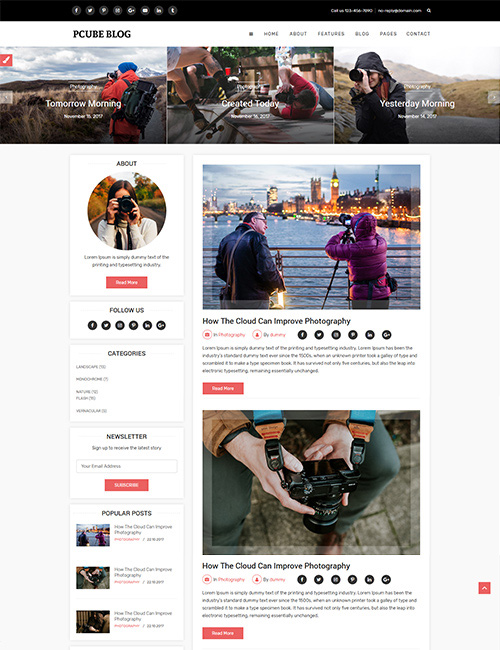 Call us 123-456-7890 | no-reply@domain.com
PCUBE BLOG
HOME ABOUT FEATURES BLOG PAGES CONTACT
Photography
Tomorrow Morning
November 15, 2017
Photography
Created Today
November 16, 2017
Photography
Yesterday Morning
November 14, 2017
ABOUT
Lorem Ipsum is simply dummy text of the
printing and typesetting industry.
Read More
FOLLOW US
CATEGORIES
LANDSCAPE (15)
MONOCHROME (7)
NATURE (12)
FLASH (10)
VERNACULAR (5)
NEWSLETTER
Sign up to receive the latest story
Your Email Address
SUBSCRIBE
POPULAR POSTS
How The Cloud Can Improve
Photography
PHOTOGRAPHY / 22.10.2017
How The Cloud Can Improve
Photography
PHOTOGRAPHY / 22.10.2017
How The Cloud Can Improve
Photography
PHOTOGRAPHY / 22.10.2017
How The Cloud Can Improve Photography
In Photography By dummy
Lorem Ipsum is simply dummy text of the printing and typesetting industry. Lorem Ipsum has been the
industry's standard dummy text ever since the 1500s, when an unknown printer took a galley of type and
scrambled it to make a type specimen book. It has survived not only five centuries, but also the leap into
electronic typesetting, remaining essentially unchanged.
Read More
How The Cloud Can Improve Photography
In Photography By dummy
Lorem Ipsum is simply dummy text of the printing and typesetting industry. Lorem Ipsum has been the
industry's standard dummy text ever since the 1500s, when an unknown printer took a galley of type and
scrambled it to make a type specimen book. It has survived not only five centuries, but also the leap into
electronic typesetting, remaining essentially unchanged.
Read More